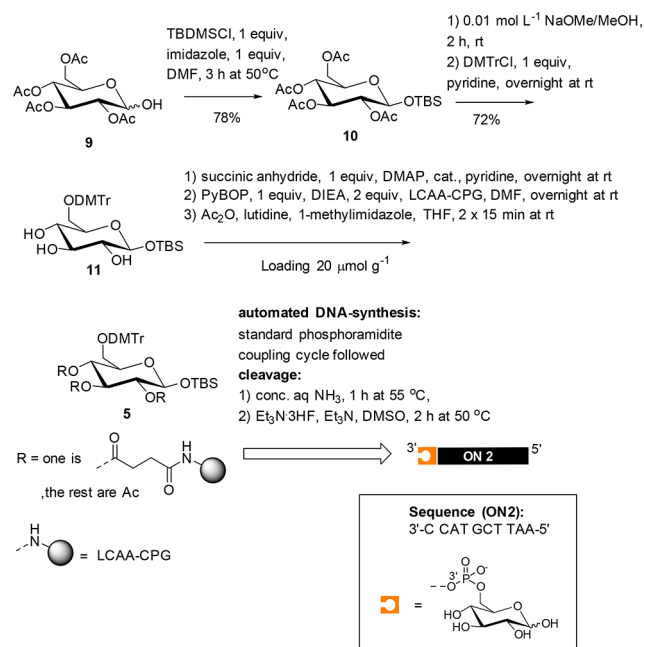 TBDMSCl, 1 equiv,
imidazole, 1 equiv,
DMF, 3 h at 50°C
78%
1) 0.01 mol L⁻¹ NaOMe/MeOH,
2 h, rt
2) DMTrCl, 1 equiv,
pyridine, overnight at rt
72%
OAc
AcO
O
AcO
OH
OAc
9
OAc
AcO
O
AcO
OTBS
OAc
10
ODMTr
HO
O
HO
OTBS
OH
11
1) succinic anhydride, 1 equiv, DMAP, cat., pyridine, overnight at rt
2) PyBOP, 1 equiv, DIEA, 2 equiv, LCAA-CPG, DMF, overnight at rt
3) Ac₂O, lutidine, 1-methylimidazole, THF, 2 x 15 min at rt
Loading 20 μmol g⁻¹
ODMTr
RO
O
RO
OTBS
OR
5
automated DNA-synthesis:
standard phosphoramidite
coupling cycle followed
cleavage:
1) conc. aq NH₃, 1 h at 55 °C,
2) Et₃N·3HF, Et₃N, DMSO, 2 h at 50 °C
R = one is
O
H
N
O
,the rest are Ac
3'
ON 2
5'
H
N
= LCAA-CPG
Sequence (ON2):
3'-C CAT GCT TAA-5'
O
3'
O
P
O⁻
O
=
HO
O
HO
OH
OH